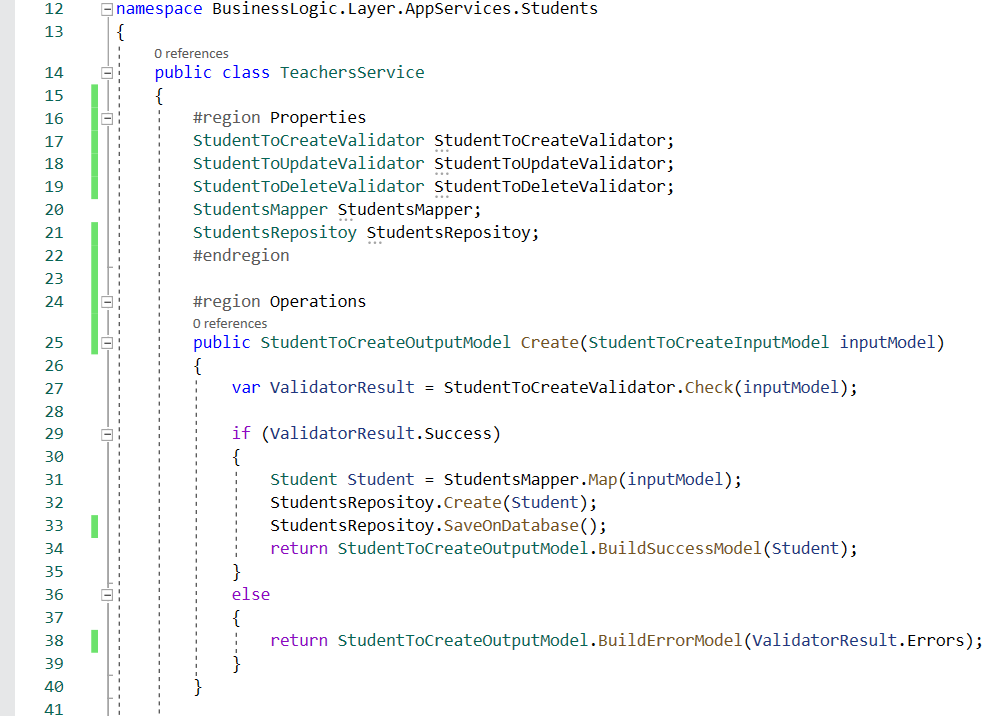 12 namespace BusinessLogic.Layer.AppServices.Students
13 {
0 references
14 public class TeachersService
15 {
16 #region Properties
17 StudentToCreateValidator StudentToCreateValidator;
18 StudentToUpdateValidator StudentToUpdateValidator;
19 StudentToDeleteValidator StudentToDeleteValidator;
20 StudentsMapper StudentsMapper;
21 StudentsRepositoy StudentsRepositoy;
22 #endregion
23
24 #region Operations
0 references
25 public StudentToCreateOutputModel Create(StudentToCreateInputModel inputModel)
26 {
27 var ValidatorResult = StudentToCreateValidator.Check(inputModel);
28
29 if (ValidatorResult.Success)
30 {
31 Student Student = StudentsMapper.Map(inputModel);
32 StudentsRepositoy.Create(Student);
33 StudentsRepositoy.SaveOnDatabase();
34 return StudentToCreateOutputModel.BuildSuccessModel(Student);
35 }
36 else
37 {
38 return StudentToCreateOutputModel.BuildErrorModel(ValidatorResult.Errors);
39 }
40 }
41